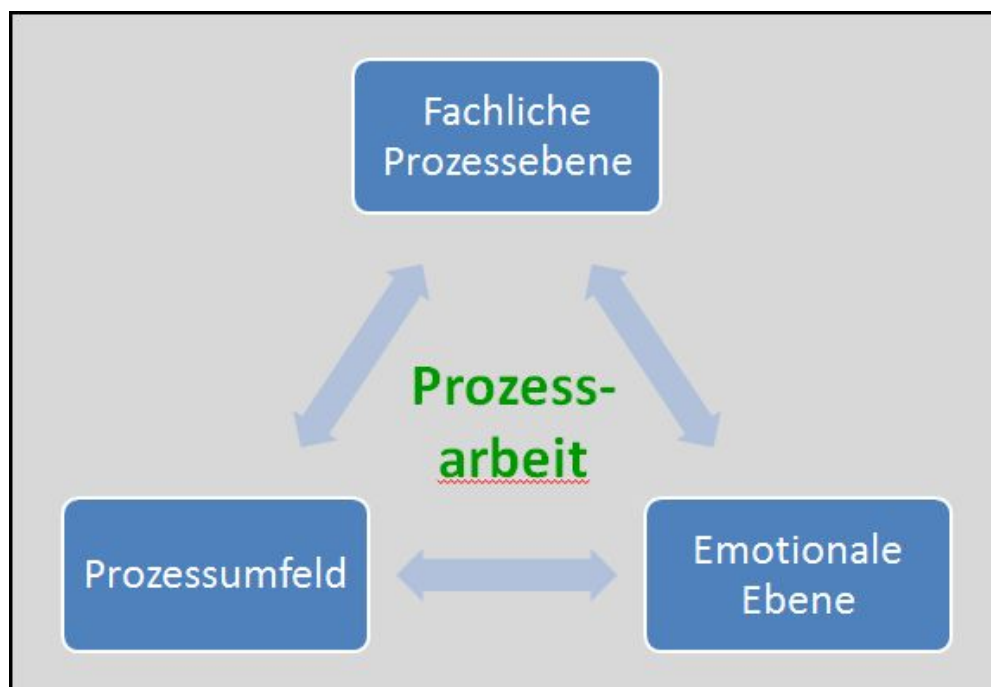 Fachliche
Prozessebene
Prozess-
arbeit
Prozessumfeld
Emotionale
Ebene